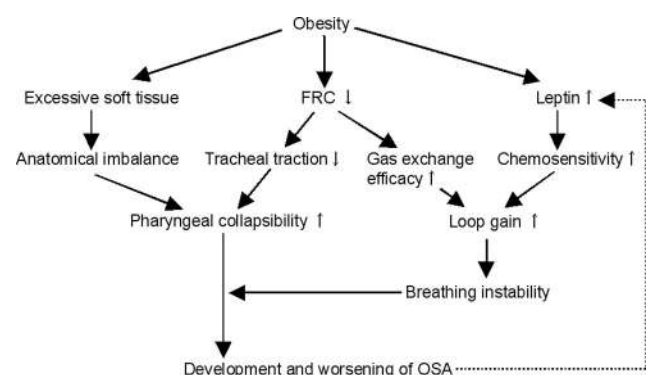 Obesity
Excessive soft tissue
FRC ↓
Leptin ↑
Anatomical imbalance
Tracheal traction ↓
Gas exchange
efficacy ↑
Chemosensitivity ↑
Pharyngeal collapsibility ↑
Loop gain ↑
Breathing instability
Development and worsening of OSA